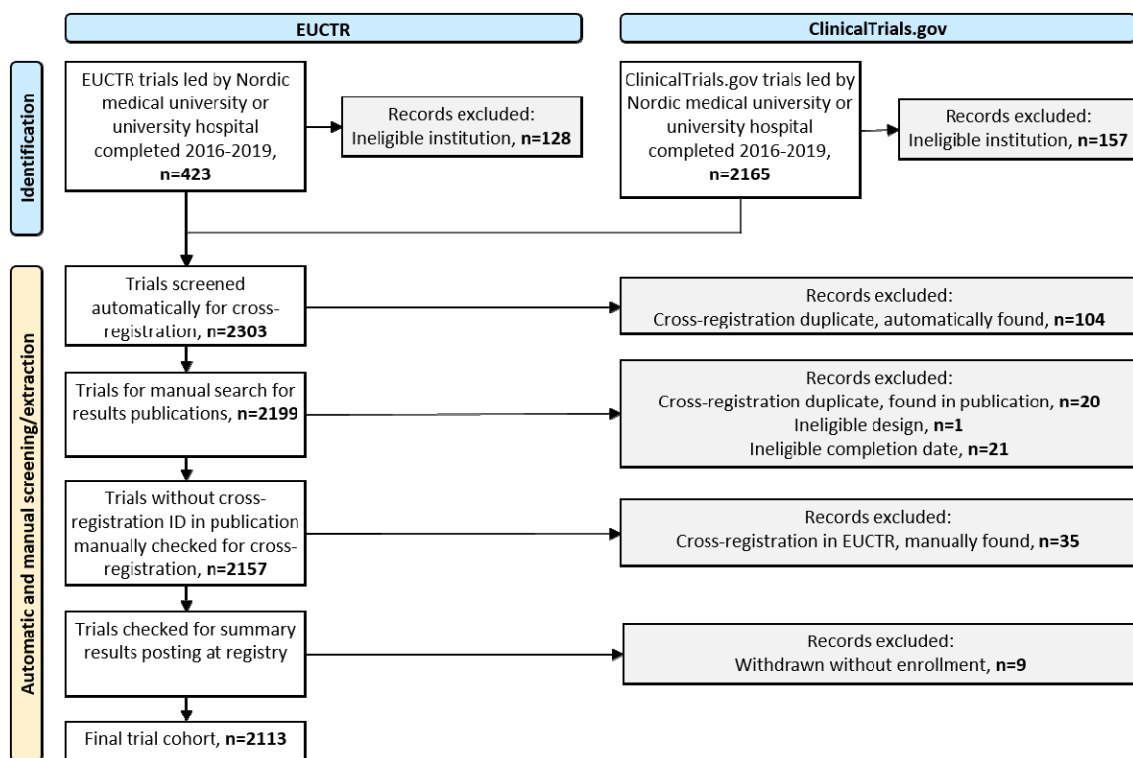 EUCTR
ClinicalTrials.gov
Identification
EUCTR trials led by Nordic
medical university or
university hospital
completed 2016-2019,
n=423
Records excluded:
Ineligible institution, n=128
ClinicalTrials.gov trials led by
Nordic medical university or
university hospital
completed 2016-2019,
n=2165
Records excluded:
Ineligible institution, n=157
Automatic and manual screening/extraction
Trials screened
automatically for cross-
registration, n=2303
Records excluded:
Cross-registration duplicate, automatically found, n=104
Trials for manual search for
results publications, n=2199
Records excluded:
Cross-registration duplicate, found in publication, n=20
Ineligible design, n=1
Ineligible completion date, n=21
Trials without cross-
registration ID in publication
manually checked for cross-
registration, n=2157
Records excluded:
Cross-registration in EUCTR, manually found, n=35
Trials checked for summary
results posting at registry
Records excluded:
Withdrawn without enrollment, n=9
Final trial cohort, n=2113